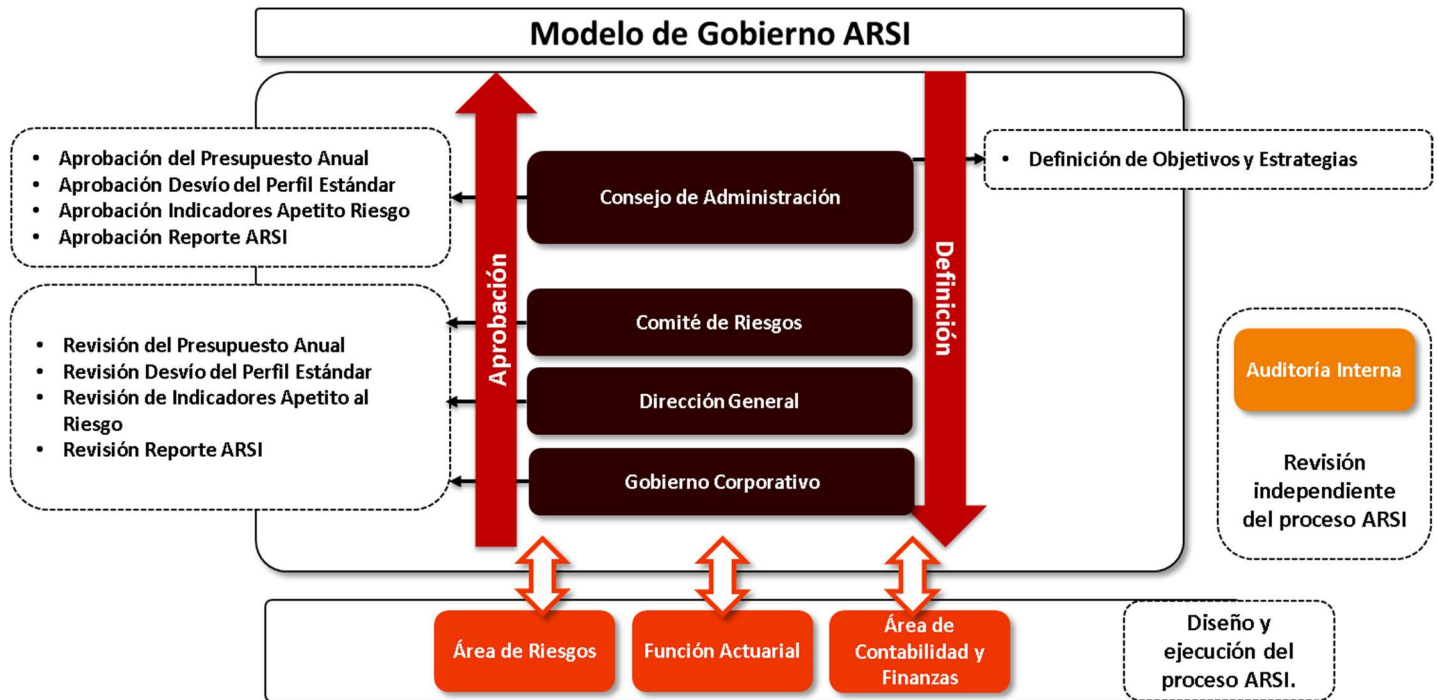 Modelo de Gobierno ARSI
• Aprobación del Presupuesto Anual
• Aprobación Desvío del Perfil Estándar
• Aprobación Indicadores Apetito Riesgo
• Aprobación Reporte ARSI
Aprobación
Consejo de Administración
Definición
• Definición de Objetivos y Estrategias
• Revisión del Presupuesto Anual
• Revisión Desvío del Perfil Estándar
• Revisión de Indicadores Apetito al
Riesgo
• Revisión Reporte ARSI
Comité de Riesgos
Dirección General
Gobierno Corporativo
Auditoría Interna
Revisión
independiente
del proceso ARSI
Área de Riesgos
Función Actuarial
Área de
Contabilidad y
Finanzas
Diseño y
ejecución del
proceso ARSI.